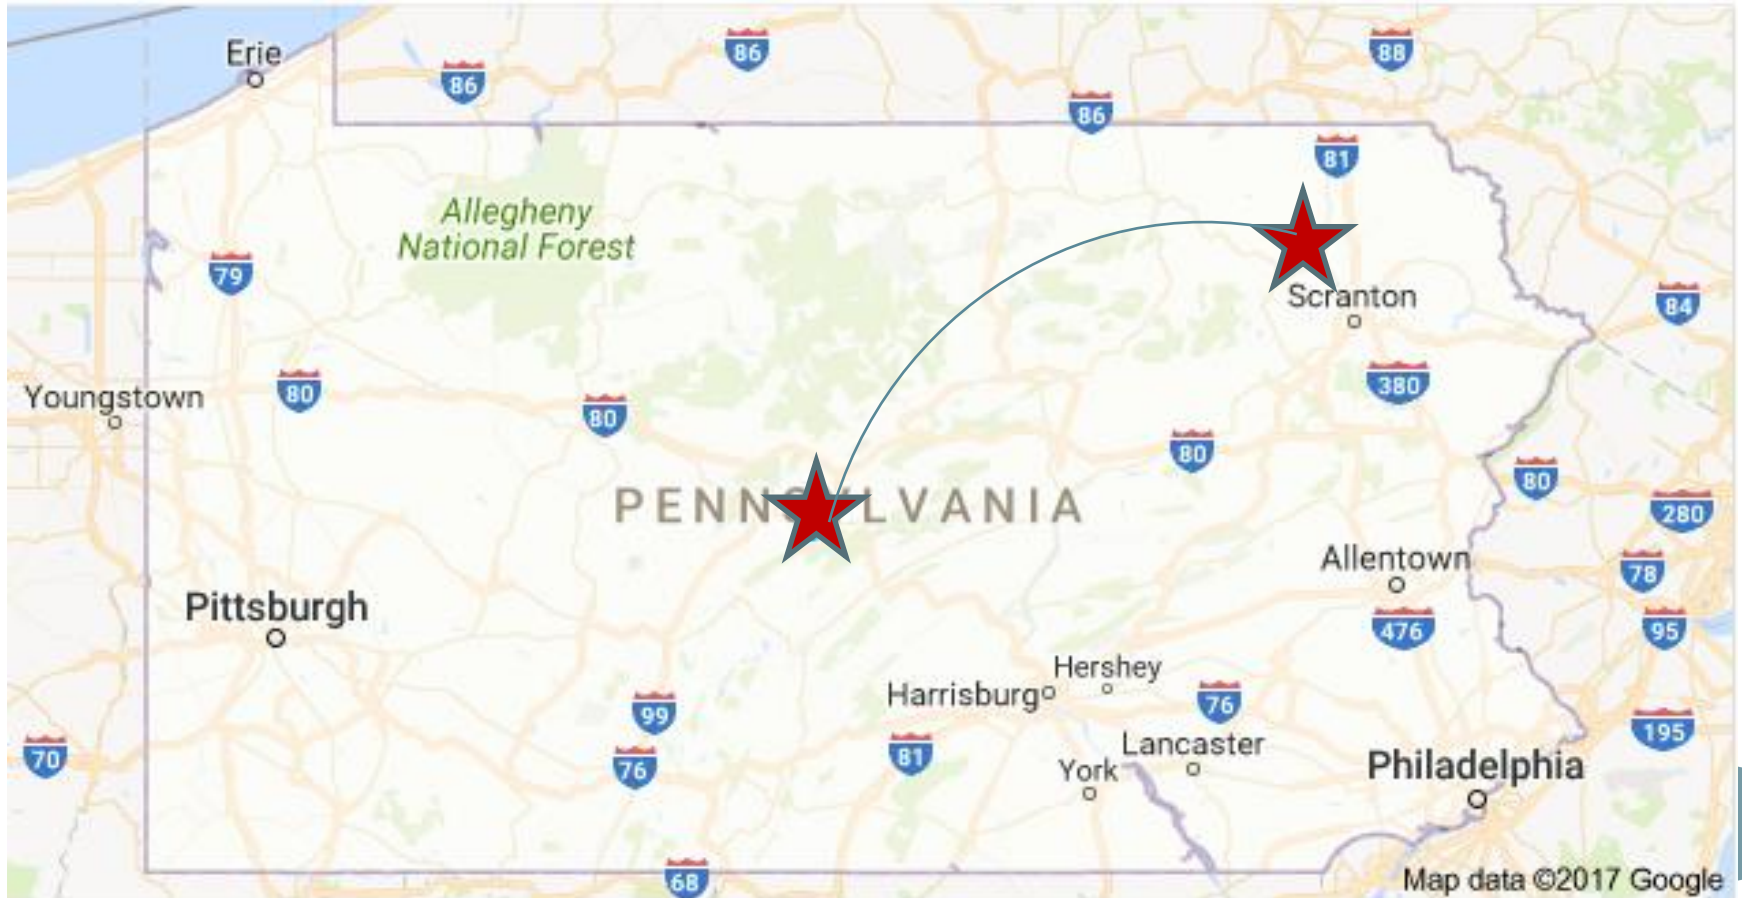 Erie
86
86
88
86
81
Allegheny
National Forest
79
Scranton
84
80
380
Youngstown
80
80
80
PENNSYLVANIA
280
Allentown
78
Pittsburgh
476
95
Hershey
Harrisburg
76
99
195
81
Lancaster
70
76
York
Philadelphia
68
Map data ©2017 Google